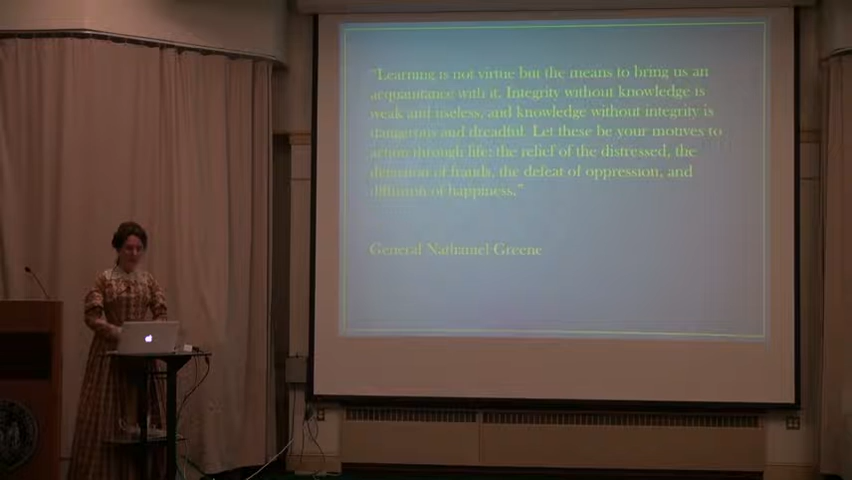 "Learning is not virtue but the means to bring us an
acquaintance with it. Integrity without knowledge is
weak and useless, and knowledge without integrity is
dangerous and dreadful. Let these be your motives to
action through life: the relief of the distressed, the
detection of frauds, the defeat of oppression, and
diffusion of happiness."
General Nathaniel Greene